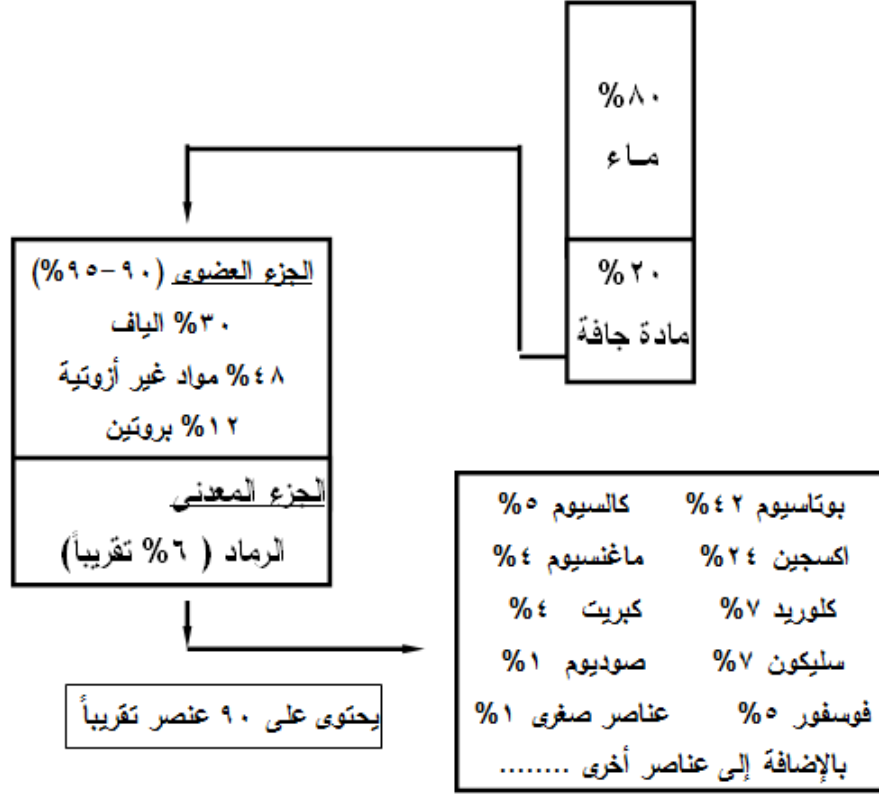 %٨٠
مـاء
%٢٠
مادة جافة
الجزء العضوى (٩٠-٩٥%)
٣٠% الياف
٤٨% مواد غير أزوتية
١٢% بروتين
الجزء المعدنى
الرماد ( ٦% تقريباً)
يحتوى على ٩٠ عنصر تقريباً
بوتاسيوم ٤٢% كالسيوم ٥%
اكسجين ٢٤% ماغنسيوم ٤%
كلوريد ٧% كبريت ٤%
سليكون ٧% صوديوم ١%
فوسفور ٥% عناصر صغرى ١%
بالإضافة إلى عناصر أخرى ........